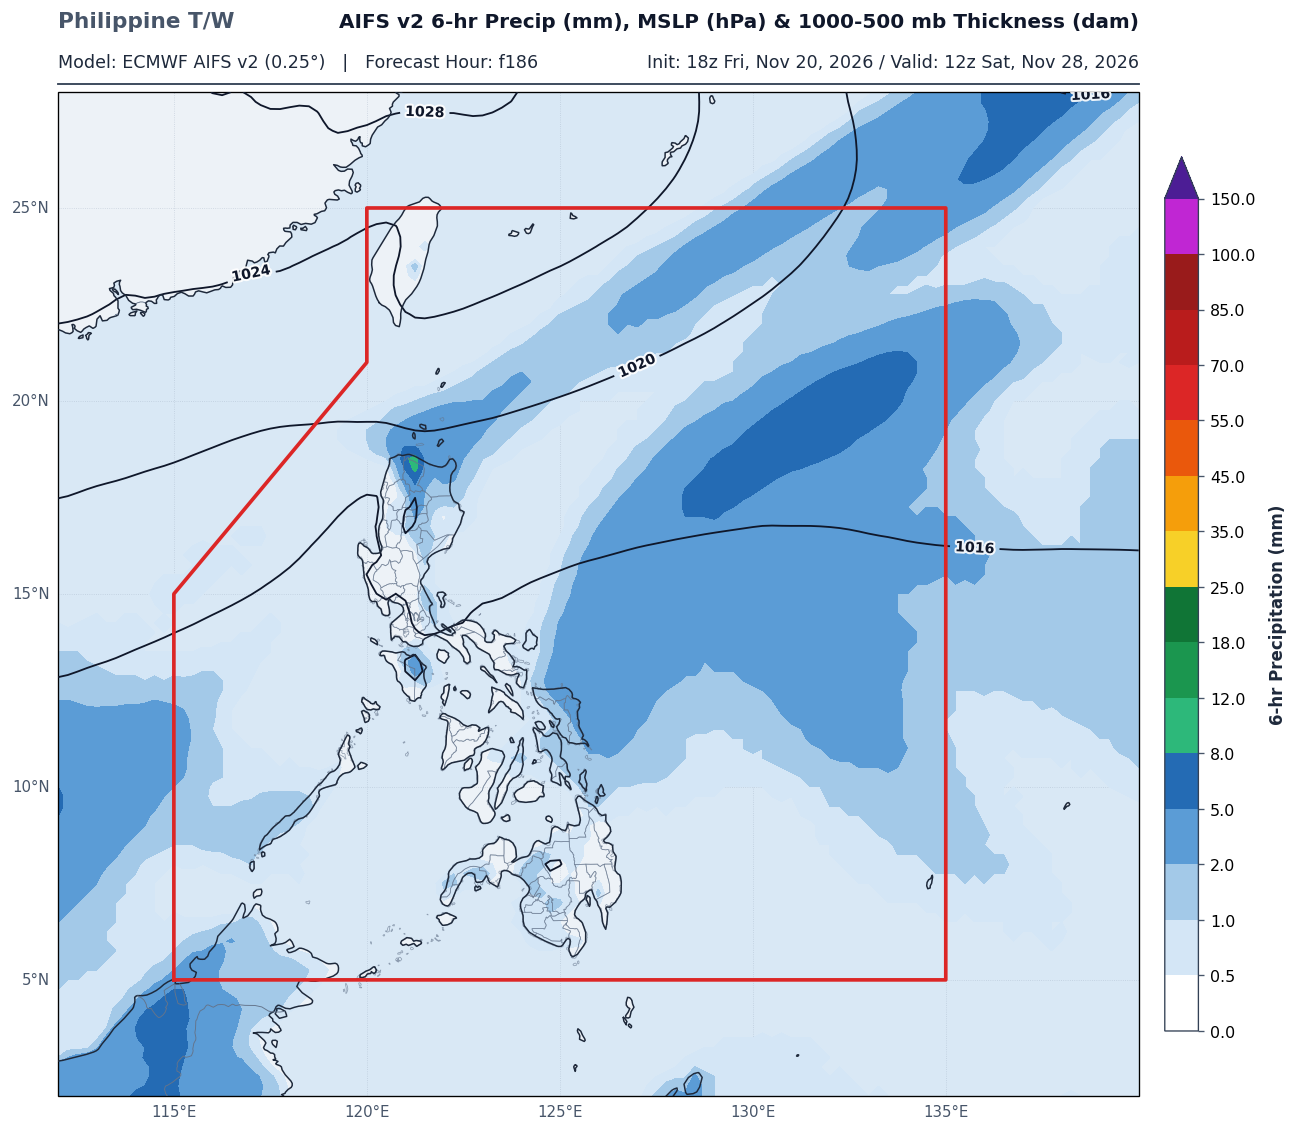 Philippine T/W
AIFS v2 6-hr Precip (mm), MSLP (hPa) & 1000-500 mb Thickness (dam)
Model: ECMWF AIFS v2 (0.25°) | Forecast Hour: f186
Init: 18z Fri, Nov 20, 2026 / Valid: 12z Sat, Nov 28, 2026
1016
1028
1024
1020
1016
25°N
20°N
15°N
10°N
5°N
115°E
120°E
125°E
130°E
135°E
150.0
100.0
85.0
70.0
55.0
45.0
35.0
25.0
18.0
12.0
8.0
5.0
2.0
1.0
0.5
0.0
6-hr Precipitation (mm)